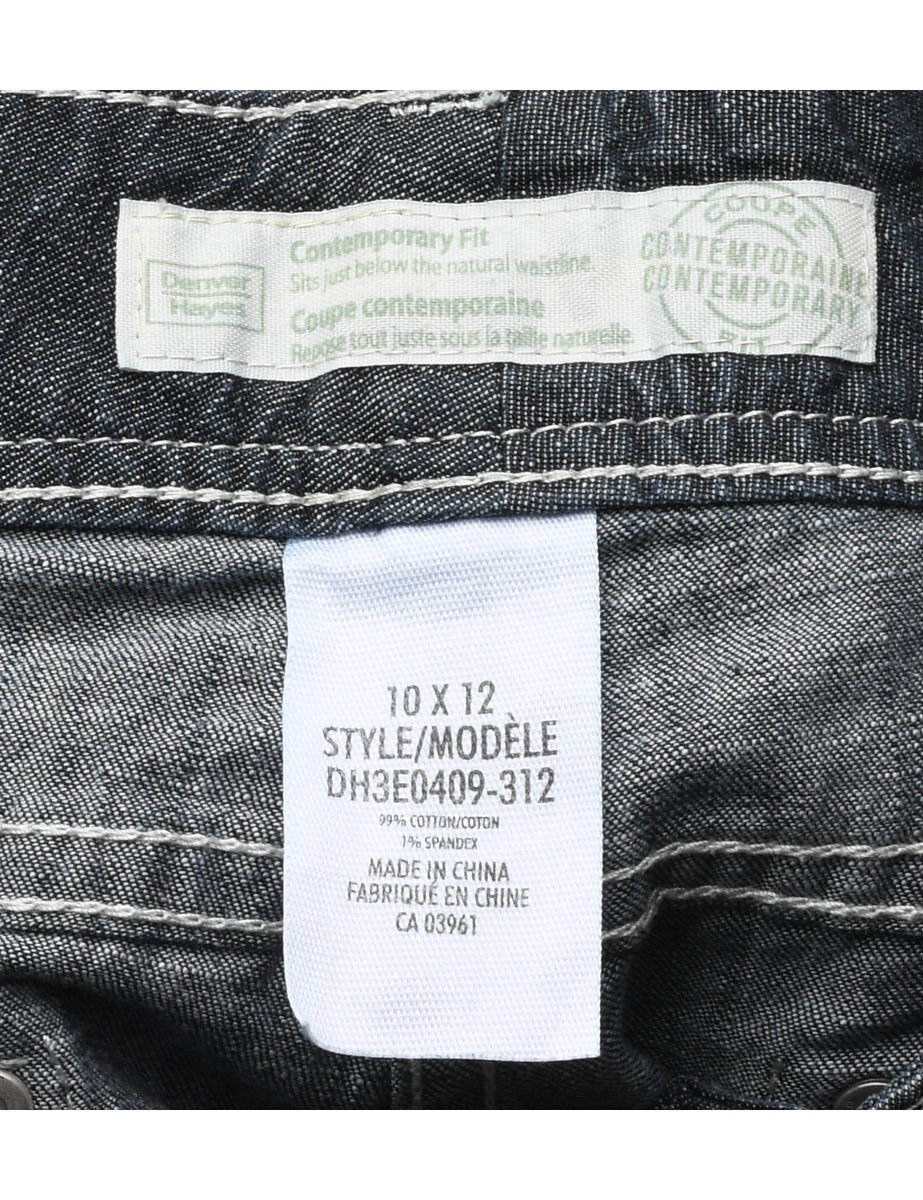 Denver
Hayes
Contemporary Fit
Sits just below the natural waistline.
Coupe contemporaine
Repose tout juste sous la taille naturelle.
COUPE
CONTEMPORAINE
CONTEMPORARY
FIT
10 X 12
STYLE/MODÈLE
DH3E0409-312
99% COTTON/COTON
1% SPANDEX
MADE IN CHINA
FABRIQUÉ EN CHINE
CA 03961